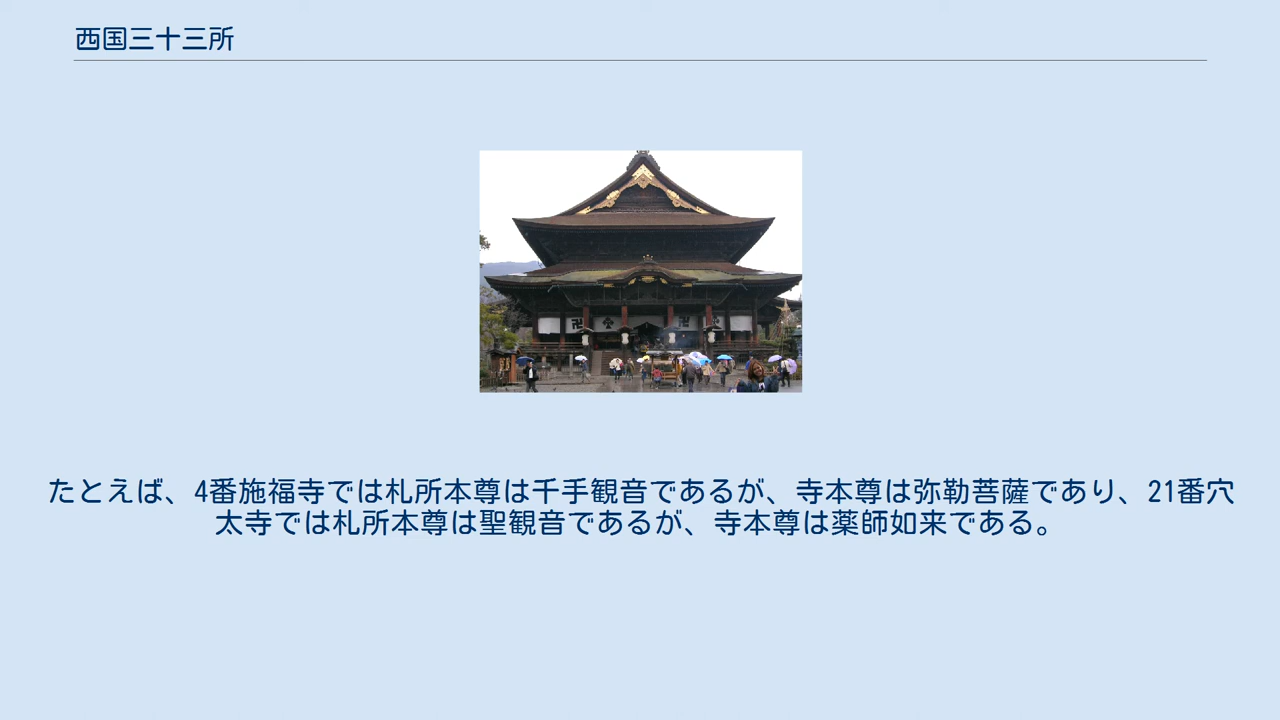 西国三十三所
たとえば、4番施福寺では札所本尊は千手観音であるが、寺本尊は弥勒菩薩であり、21番穴
太寺では札所本尊は聖観音であるが、寺本尊は薬師如来である。